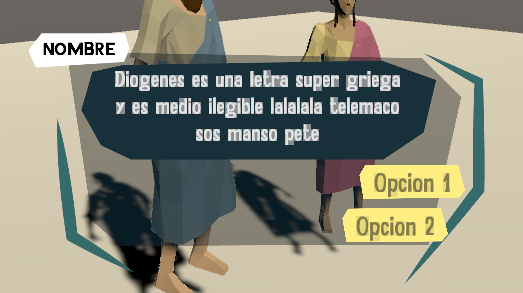 NOMBRE
Diogenes es una letra super griega
y es medio ilegible lalalala telemaco
sos manso pete
Opcion 1
Opcion 2